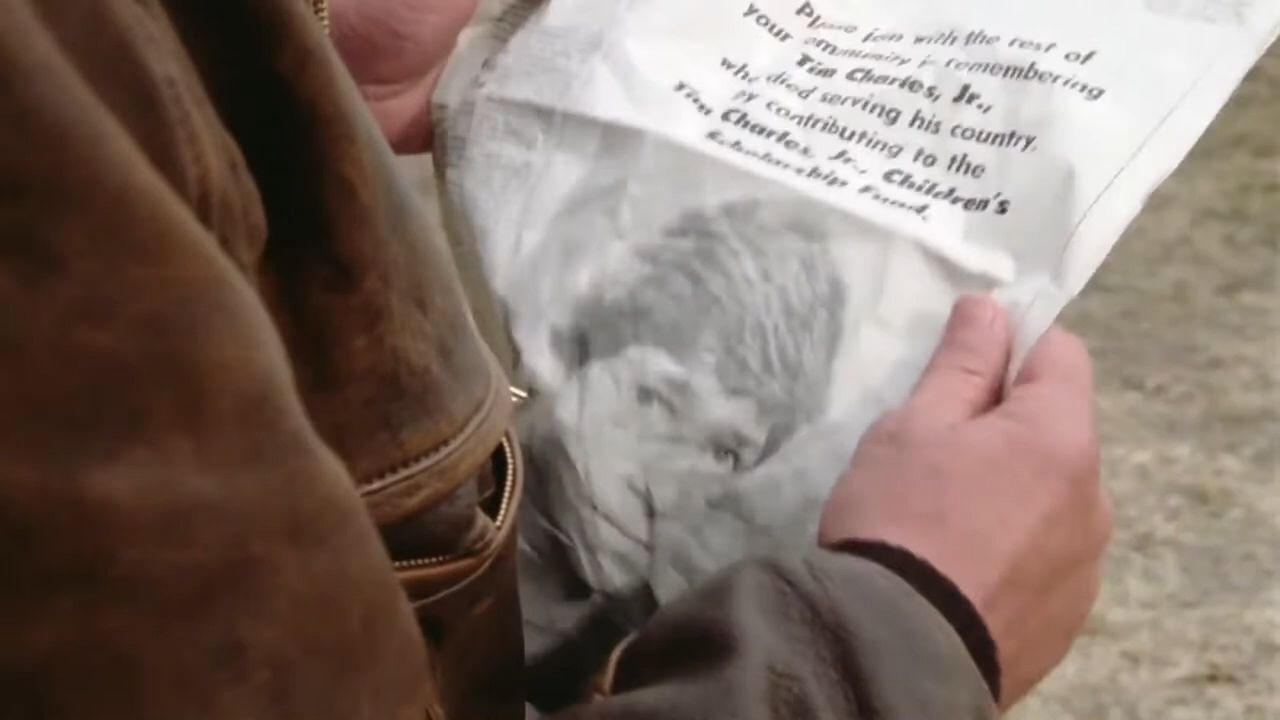 Please join with the rest of
your community in remembering
Tim Charles, Jr.,
who died serving his country,
by contributing to the
Tim Charles, Jr., Children's
Scholarship Fund.